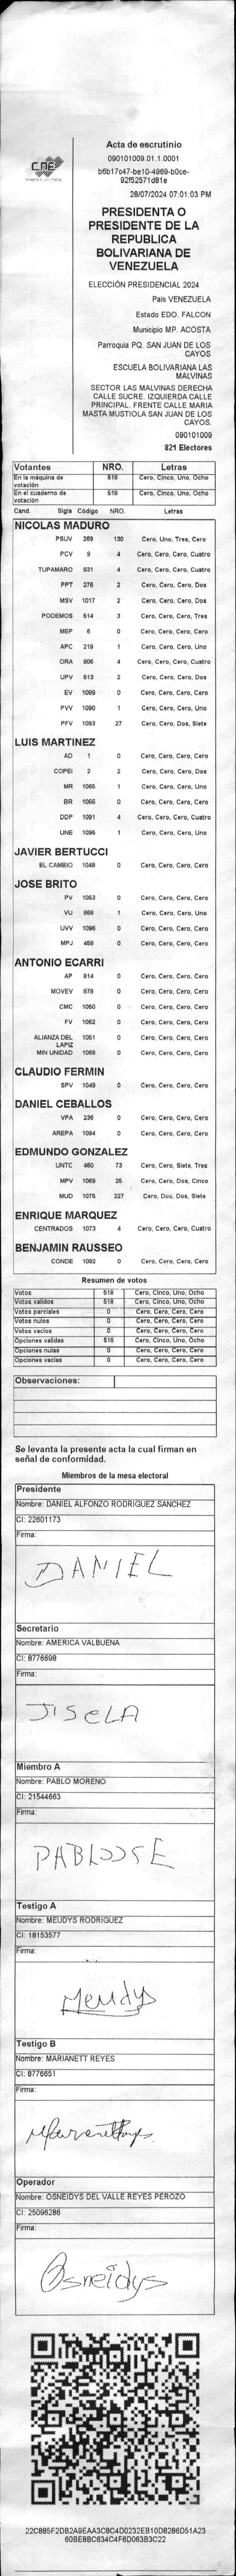 CNE
Acta de escrutinio
090101009.01.1.0001
b6b17c47-be10-4969-b0ce-
92f52571d81e
28/07/2024 07:01:03 PM
PRESIDENTA O
PRESIDENTE DE LA
REPUBLICA
BOLIVARIANA DE
VENEZUELA
ELECCIÓN PRESIDENCIAL 2024
País VENEZUELA
Estado EDO. FALCON
Municipio MP. ACOSTA
Parroquia PQ. SAN JUAN DE LOS
CAYOS
ESCUELA BOLIVARIANA LAS
MALVINAS
SECTOR LAS MALVINAS DERECHA
CALLE SUCRE. IZQUIERDA CALLE
PRINCIPAL. FRENTE CALLE MARIA
MASTA MUSTIOLA SAN JUAN DE LOS
CAYOS.
090101009
821 Electores
Votantes NRO. Letras
En la máquina de votación 518 Cero, Cinco, Uno, Ocho
En el cuaderno de votación 518 Cero, Cinco, Uno, Ocho
Cand. Sigla Código NRO. Letras
NICOLAS MADURO
PSUV 269 130 Cero, Uno, Tres, Cero
PCV 9 4 Cero, Cero, Cero, Cuatro
TUPAMARO 931 4 Cero, Cero, Cero, Cuatro
PPT 276 2 Cero, Cero, Cero, Dos
MSV 1017 2 Cero, Cero, Cero, Dos
PODEMOS 514 3 Cero, Cero, Cero, Tres
MEP 6 0 Cero, Cero, Cero, Cero
APC 219 1 Cero, Cero, Cero, Uno
ORA 906 4 Cero, Cero, Cero, Cuatro
UPV 513 2 Cero, Cero, Cero, Dos
EV 1089 0 Cero, Cero, Cero, Cero
PVV 1090 1 Cero, Cero, Cero, Uno
PFV 1093 27 Cero, Cero, Dos, Siete
LUIS MARTINEZ
AD 1 0 Cero, Cero, Cero, Cero
COPEI 2 2 Cero, Cero, Cero, Dos
MR 1065 1 Cero, Cero, Cero, Uno
BR 1066 0 Cero, Cero, Cero, Cero
DDP 1091 4 Cero, Cero, Cero, Cuatro
UNE 1096 1 Cero, Cero, Cero, Uno
JAVIER BERTUCCI
EL CAMBIO 1048 0 Cero, Cero, Cero, Cero
JOSE BRITO
PV 1053 0 Cero, Cero, Cero, Cero
VU 868 1 Cero, Cero, Cero, Uno
UVV 1098 0 Cero, Cero, Cero, Cero
MPJ 458 0 Cero, Cero, Cero, Cero
ANTONIO ECARRI
AP 814 0 Cero, Cero, Cero, Cero
MOVEV 878 0 Cero, Cero, Cero, Cero
CMC 1050 0 Cero, Cero, Cero, Cero
FV 1062 0 Cero, Cero, Cero, Cero
ALIANZA DEL LAPIZ 1051 0 Cero, Cero, Cero, Cero
MIN UNIDAD 1068 0 Cero, Cero, Cero, Cero
CLAUDIO FERMIN
SPV 1049 0 Cero, Cero, Cero, Cero
DANIEL CEBALLOS
VPA 236 0 Cero, Cero, Cero, Cero
AREPA 1094 0 Cero, Cero, Cero, Cero
EDMUNDO GONZALEZ
UNTC 460 73 Cero, Cero, Siete, Tres
MPV 1069 25 Cero, Cero, Dos, Cinco
MUD 1075 227 Cero, Dos, Dos, Siete
ENRIQUE MARQUEZ
CENTRADOS 1073 4 Cero, Cero, Cero, Cuatro
BENJAMIN RAUSSEO
CONDE 1092 0 Cero, Cero, Cero, Cero
Resumen de votos
Votos 518 Cero, Cinco, Uno, Ocho
Votos validos 518 Cero, Cinco, Uno, Ocho
Votos parciales 0 Cero, Cero, Cero, Cero
Votos nulos 0 Cero, Cero, Cero, Cero
Votos vacios 0 Cero, Cero, Cero, Cero
Opciones validas 518 Cero, Cinco, Uno, Ocho
Opciones nulas 0 Cero, Cero, Cero, Cero
Opciones vacias 0 Cero, Cero, Cero, Cero
Observaciones:
Se levanta la presente acta la cual firman en
señal de conformidad.
Miembros de la mesa electoral
Presidente
Nombre: DANIEL ALFONZO RODRIGUEZ SANCHEZ
CI: 22601173
Firma:
DANIEL
Secretario
Nombre: AMERICA VALBUENA
CI: 8776698
Firma:
JISELA
Miembro A
Nombre: PABLO MORENO
CI: 21544663
Firma:
PABLOJSE
Testigo A
Nombre: MEUDYS RODRIGUEZ
CI: 18153577
Firma:
Meudys
Testigo B
Nombre: MARIANETT REYES
CI: 8776651
Firma:
Operador
Nombre: OSNEIDYS DEL VALLE REYES PEROZO
CI: 25096286
Firma:
Osneidys
22C885F2DB2A9EAA3C8C4D0232EB10D8286D51A23
60BE8BC634C4F6D063B3C22